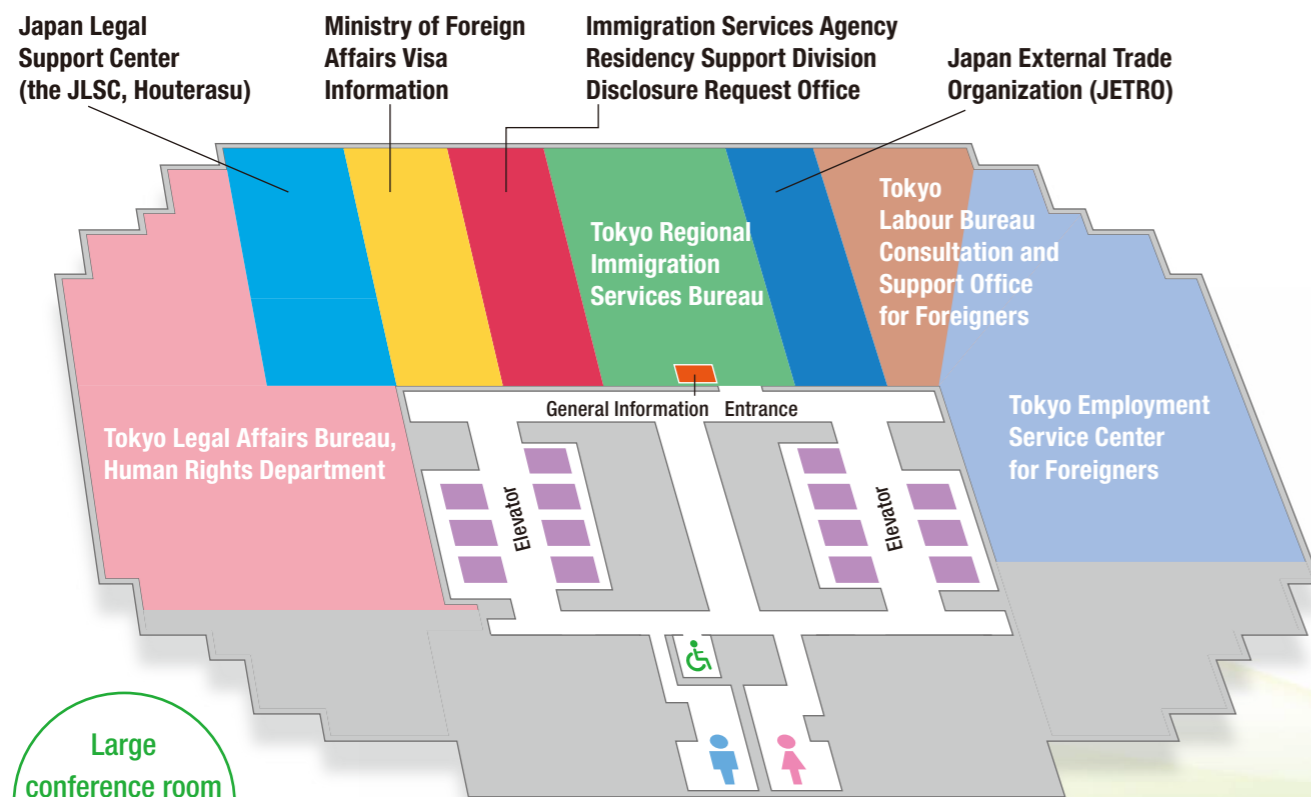 Japan Legal
Support Center
(the JLSC, Houterasu)
Ministry of Foreign
Affairs Visa
Information
Immigration Services Agency
Residency Support Division
Disclosure Request Office
Japan External Trade
Organization (JETRO)
Tokyo Regional
Immigration
Services Bureau
Tokyo
Labour Bureau
Consultation and
Support Office
for Foreigners
General Information
Entrance
Tokyo Legal Affairs Bureau,
Human Rights Department
Tokyo Employment
Service Center
for Foreigners
Elevator
Elevator
Large
conference room